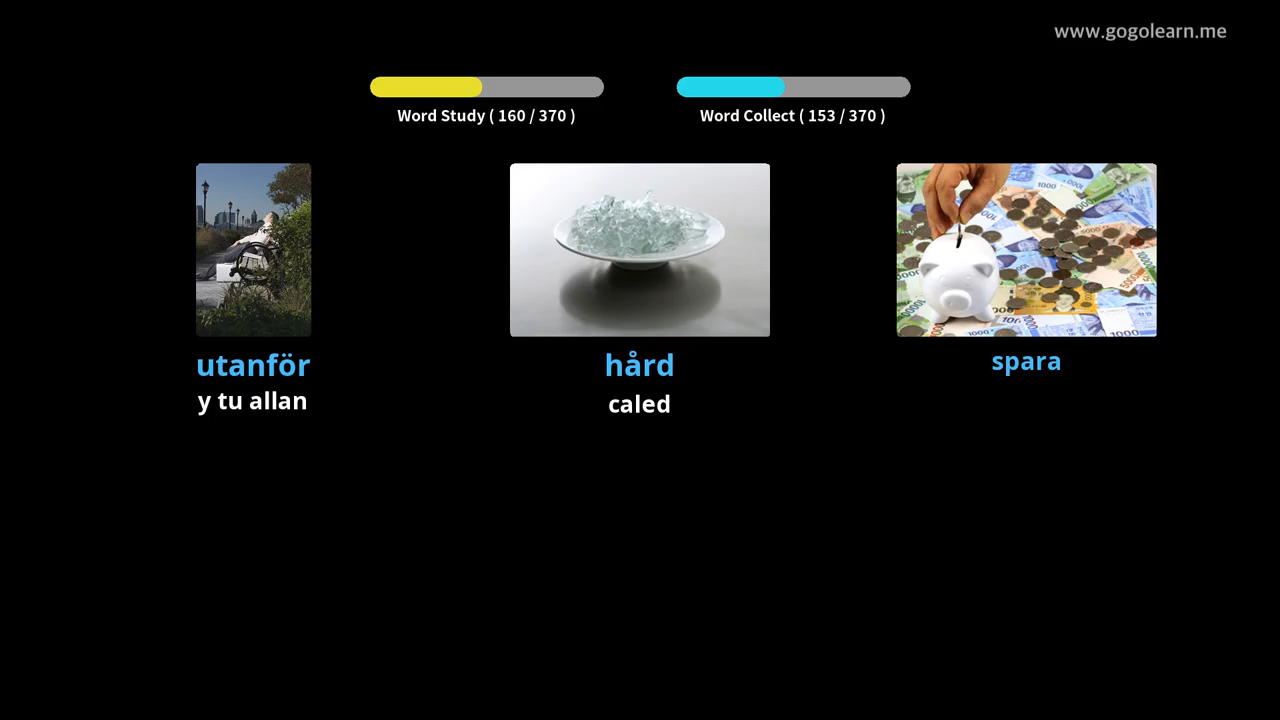 www.gogolearn.me
Word Study ( 160 / 370 )
Word Collect ( 153 / 370 )
utanför
y tu allan
hård
caled
spara